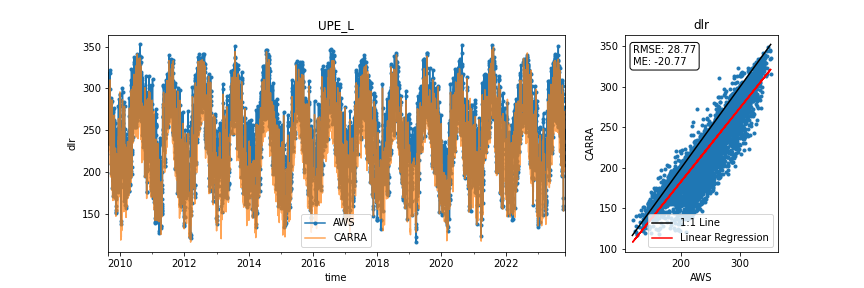 UPE_L
dlr
350
300
250
200
150
2010
2012
2014
2016
2018
2020
2022
time
AWS
CARRA
dlr
RMSE: 28.77
ME: -20.77
CARRA
350
300
250
200
150
100
200
300
AWS
1:1 Line
Linear Regression